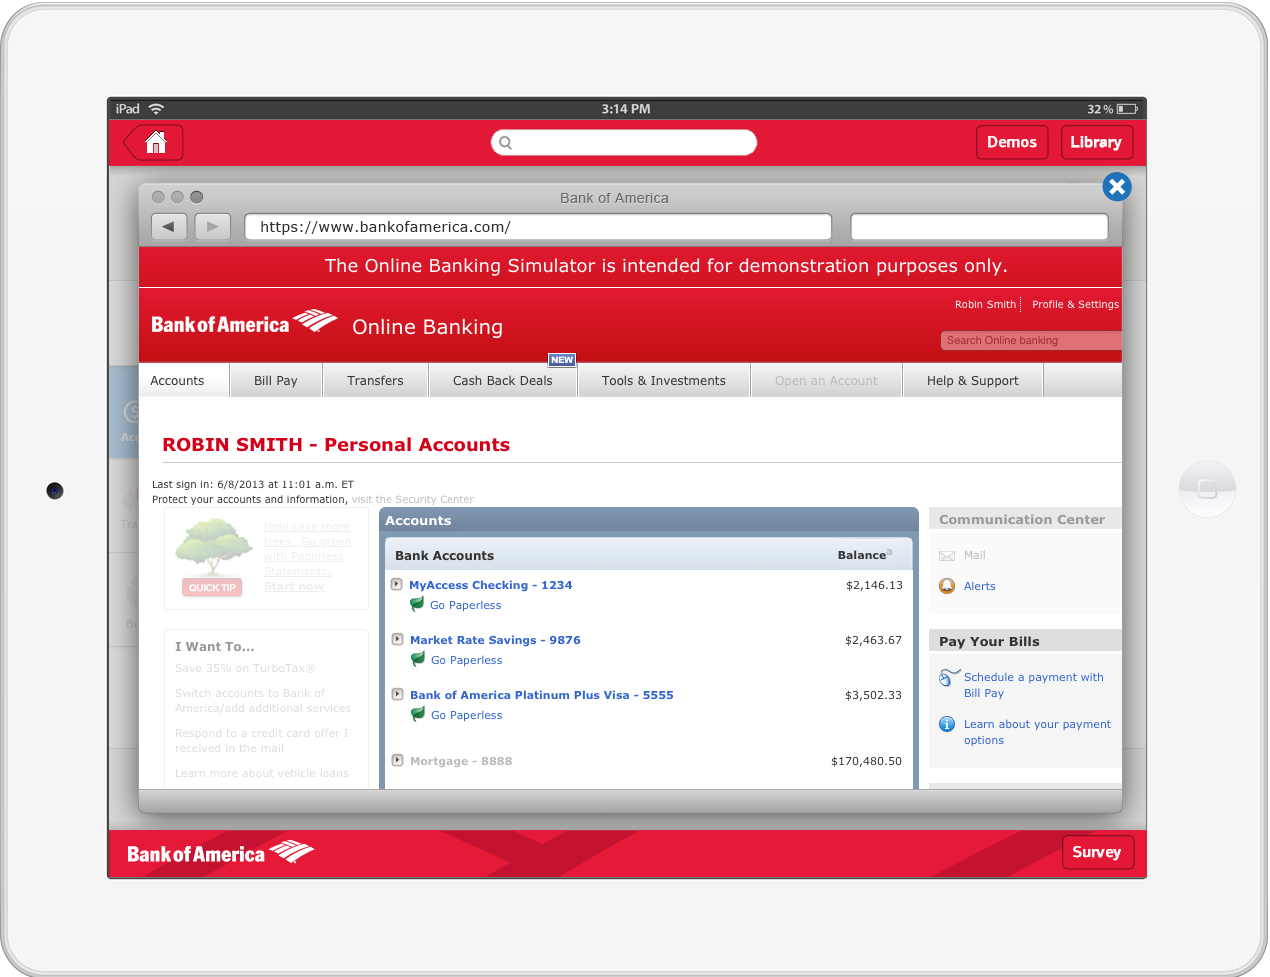 iPad
3:14 PM
32 %
Demos
Library
Bank of America
https://www.bankofamerica.com/
The Online Banking Simulator is intended for demonstration purposes only.
Robin Smith
Profile & Settings
Bank of America
Online Banking
Search Online banking
NEW
Accounts
Bill Pay
Transfers
Cash Back Deals
Tools & Investments
Open an Account
Help & Support
ROBIN SMITH - Personal Accounts
Last sign in: 6/8/2013 at 11:01 a.m. ET
Protect your accounts and information, visit the Security Center
Help save more
trees: Go green
with Paperless
Statements.
Start now
QUICK TIP
I Want To...
Save 35% on TurboTax®
Switch accounts to Bank of
America/add additional services
Respond to a credit card offer I
received in the mail
Learn more about vehicle loans
Accounts
Bank Accounts
Balance a
MyAccess Checking - 1234
$2,146.13
Go Paperless
Market Rate Savings - 9876
$2,463.67
Go Paperless
Bank of America Platinum Plus Visa - 5555
$3,502.33
Go Paperless
Mortgage - 8888
$170,480.50
Communication Center
Mail
Alerts
Pay Your Bills
Schedule a payment with
Bill Pay
Learn about your payment
options
Bank of America
Survey